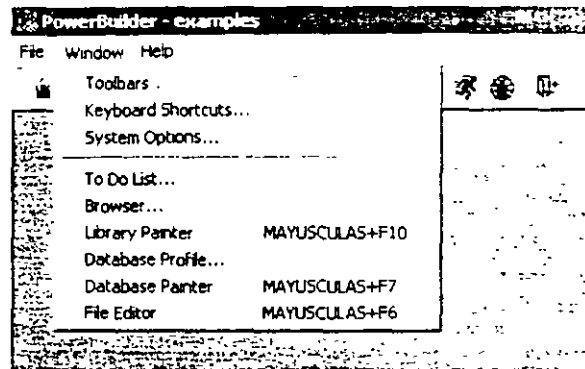 PowerBuilder - examples
File Window Help
Toolbars .
Keyboard Shortcuts...
System Options...
To Do List...
Browser...
Library Painter MAYUSCULAS+F10
Database Profile...
Database Painter MAYUSCULAS+F7
File Editor MAYUSCULAS+F6